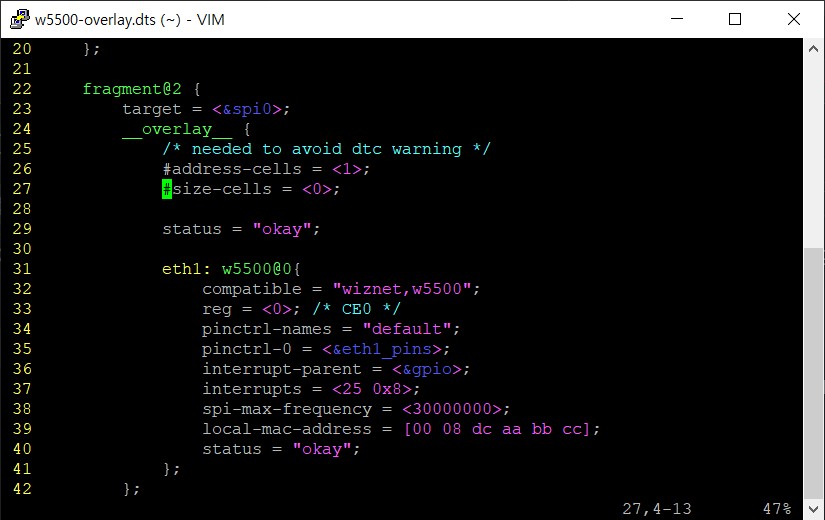 w5500-overlay.dts (~) - VIM
20     };
21
22     fragment@2 {
23         target = <&spi0>;
24         __overlay__ {
25             /* needed to avoid dtc warning */
26             #address-cells = <1>;
27             #size-cells = <0>;
28
29             status = "okay";
30
31             eth1: w5500@0{
32                 compatible = "wiznet,w5500";
33                 reg = <0>; /* CE0 */
34                 pinctrl-names = "default";
35                 pinctrl-0 = <&eth1_pins>;
36                 interrupt-parent = <&gpio>;
37                 interrupts = <25 0x8>;
38                 spi-max-frequency = <30000000>;
39                 local-mac-address = [00 08 dc aa bb cc];
40                 status = "okay";
41             };
42         };
27,4-13 47%